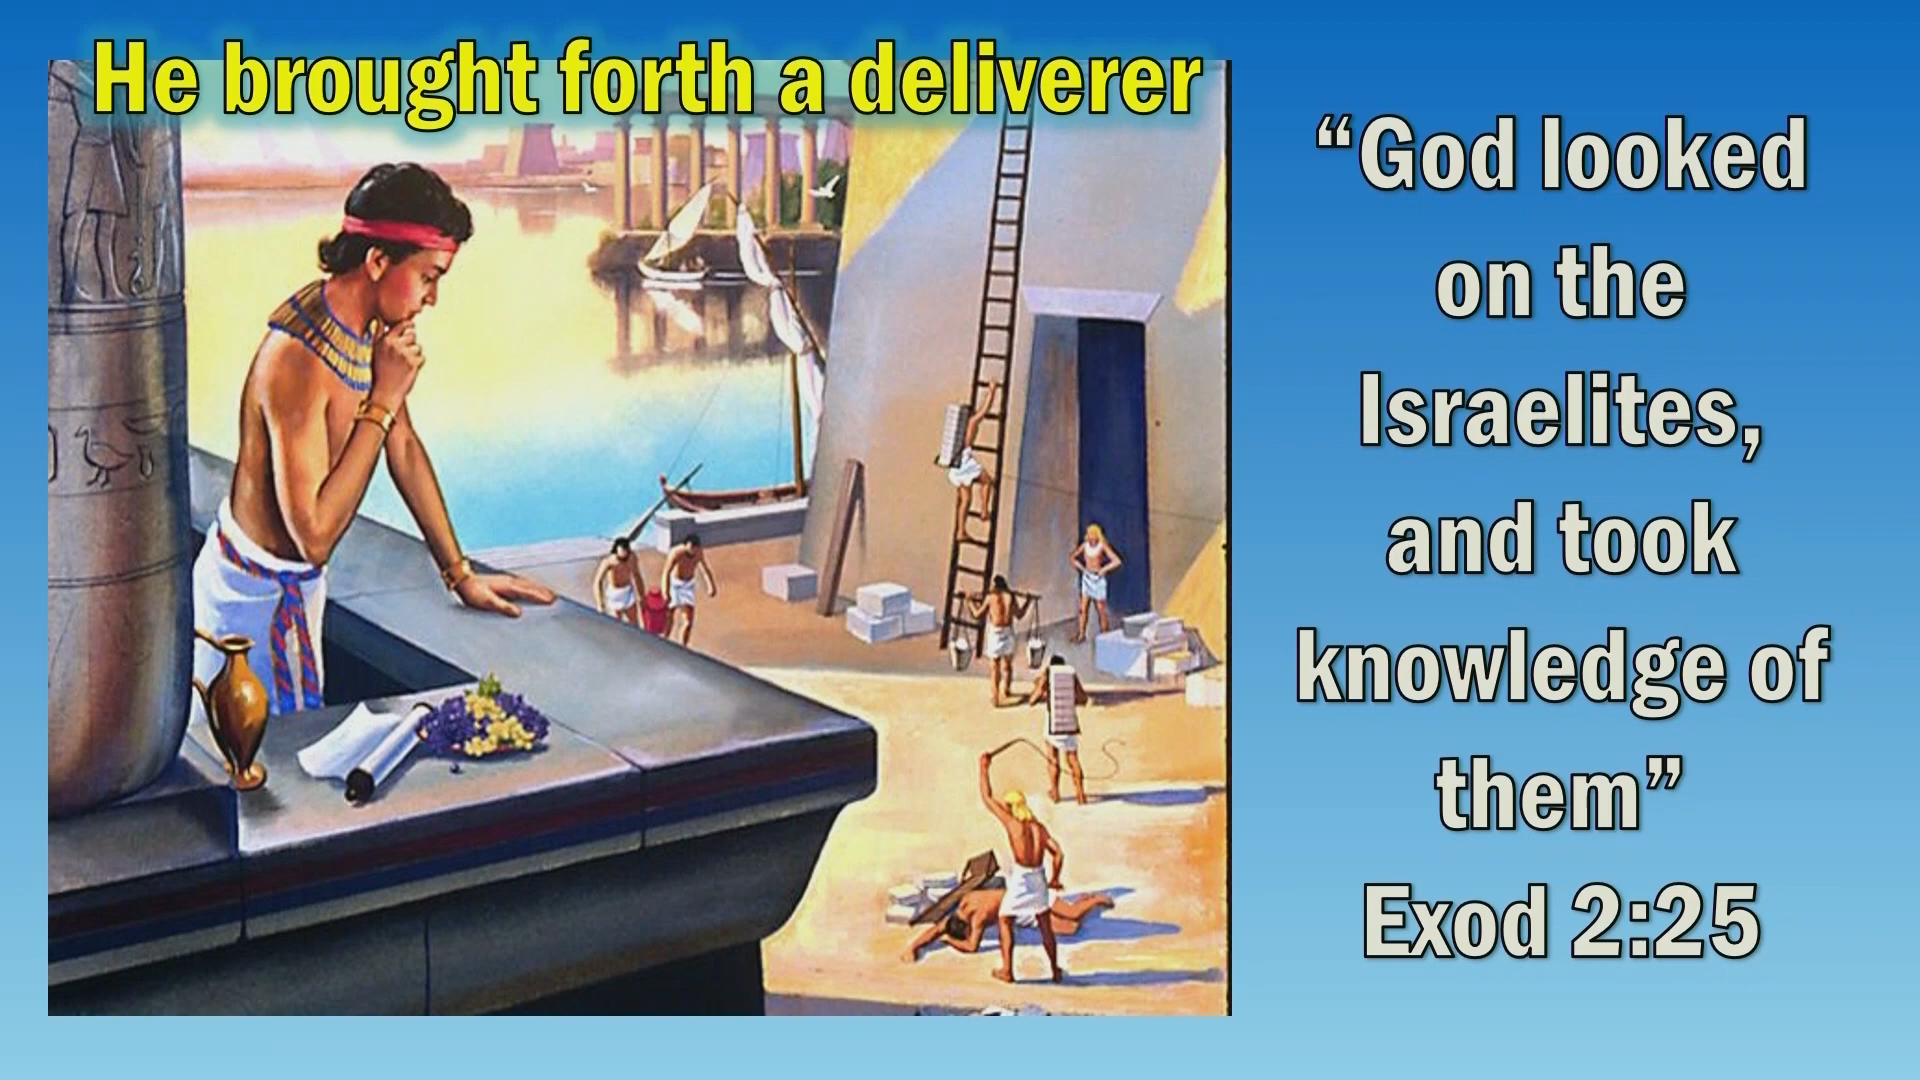 He brought forth a deliverer
“God looked
on the
Israelites,
and took
knowledge of
them”
Exod 2:25